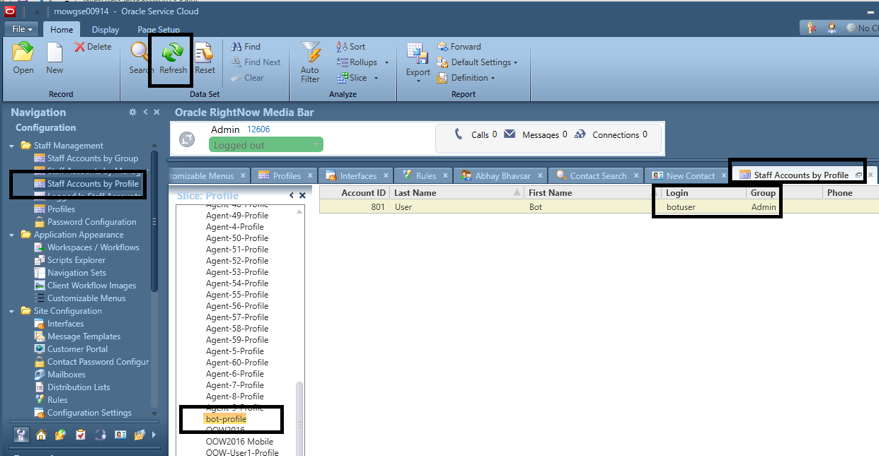 rnowgse00914 - Oracle Service Cloud
File Home Display Page Setup
Open New Delete Search Refresh Reset Find Find Next Clear Auto Filter Sort Rollups Slice Export Forward Default Settings Definition
Record Data Set Analyze Report
Navigation
Configuration
Staff Management
Staff Accounts by Group
Staff Accounts by Profile
Profiles
Password Configuration
Application Appearance
Workspaces / Workflows
Scripts Explorer
Navigation Sets
Client Workflow Images
Customizable Menus
Site Configuration
Interfaces
Message Templates
Customer Portal
Contact Password Configur
Mailboxes
Distribution Lists
Rules
Configuration Settings
Oracle RightNow Media Bar
Admin 12606
Logged out
Calls 0 Messages 0 Connections 0
tomizable Menus Profiles Interfaces Rules Abhay Bhavsar Contact Search New Contact Staff Accounts by Profile
Slice: Profile
Agent-49-Profile
Agent-4-Profile
Agent-50-Profile
Agent-51-Profile
Agent-52-Profile
Agent-53-Profile
Agent-54-Profile
Agent-55-Profile
Agent-56-Profile
Agent-57-Profile
Agent-58-Profile
Agent-59-Profile
Agent-5-Profile
Agent-60-Profile
Agent-6-Profile
Agent-7-Profile
Agent-8-Profile
Agent-9-Profile
bot-profile
OOW2016
OOW2016 Mobile
OOW-User1-Profile
Account ID Last Name First Name Login Group Phone
801 User Bot botuser Admin